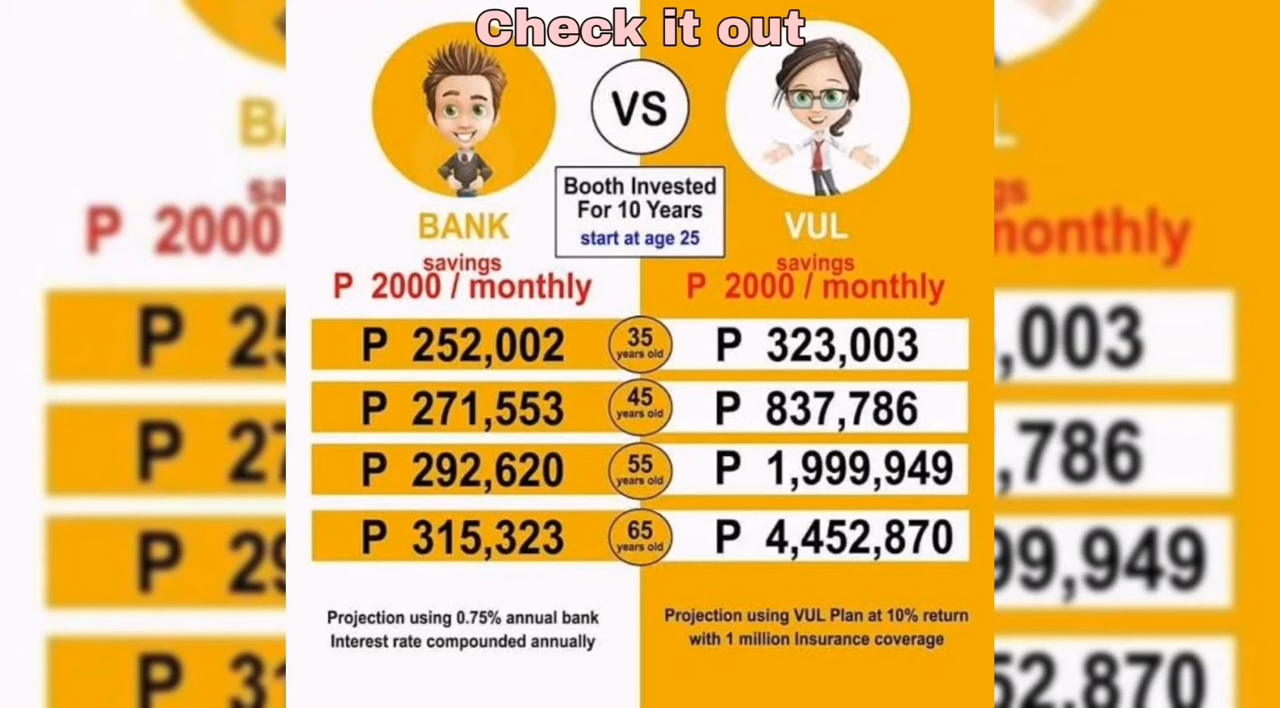 Check it out
VS
Booth Invested
For 10 Years
start at age 25
BANK
savings
P 2000 / monthly
VUL
savings
P 2000 / monthly
P 252,002
35
years old
P 323,003
P 271,553
45
years old
P 837,786
P 292,620
55
years old
P 1,999,949
P 315,323
65
years old
P 4,452,870
Projection using 0.75% annual bank
Interest rate compounded annually
Projection using VUL Plan at 10% return
with 1 million Insurance coverage